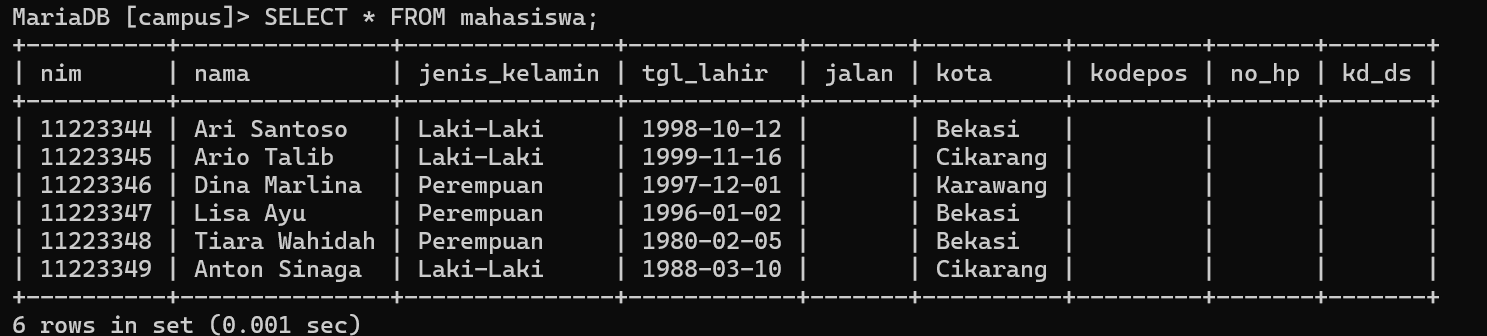 MariaDB [campus]> SELECT * FROM mahasiswa;
+----------+---------------+---------------+------------+-------+----------+---------+-------+-------+
| nim      | nama          | jenis_kelamin | tgl_lahir  | jalan | kota     | kodepos | no_hp | kd_ds |
+----------+---------------+---------------+------------+-------+----------+---------+-------+-------+
| 11223344 | Ari Santoso   | Laki-Laki     | 1998-10-12 |       | Bekasi   |         |       |       |
| 11223345 | Ario Talib    | Laki-Laki     | 1999-11-16 |       | Cikarang |         |       |       |
| 11223346 | Dina Marlina  | Perempuan     | 1997-12-01 |       | Karawang |         |       |       |
| 11223347 | Lisa Ayu      | Perempuan     | 1996-01-02 |       | Bekasi   |         |       |       |
| 11223348 | Tiara Wahidah | Perempuan     | 1980-02-05 |       | Bekasi   |         |       |       |
| 11223349 | Anton Sinaga  | Laki-Laki     | 1988-03-10 |       | Cikarang |         |       |       |
+----------+---------------+---------------+------------+-------+----------+---------+-------+-------+
6 rows in set (0.001 sec)